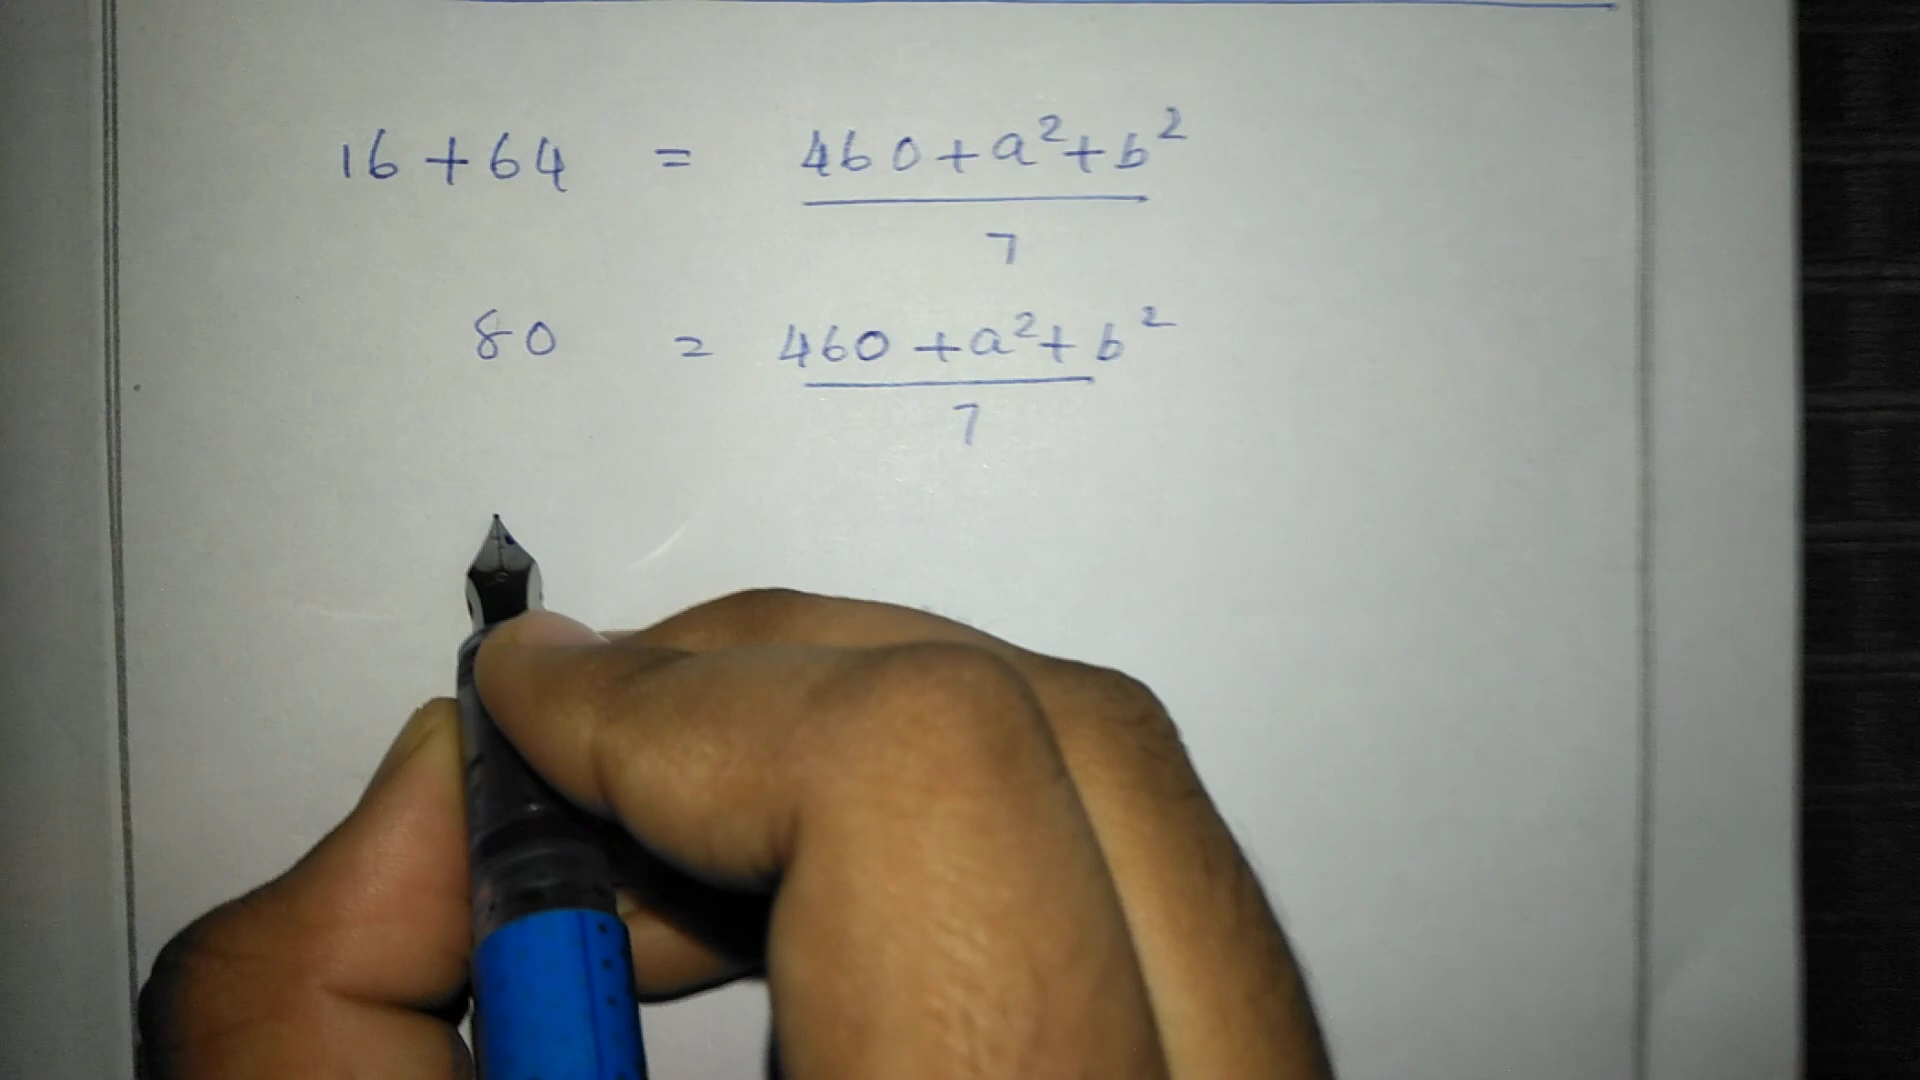 16 + 64 = 460 + a² + b²
7
80 = 460 + a² + b²
7